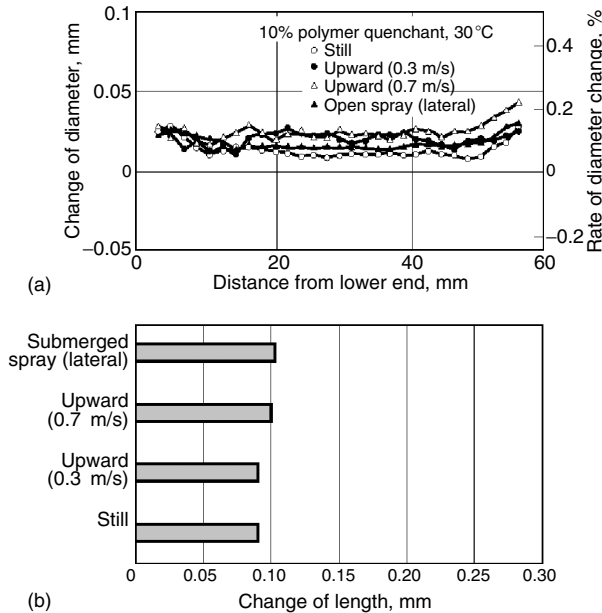 0.1
0.05
0
−0.05
Change of diameter, mm
10% polymer quenchant, 30°C
Still
Upward (0.3 m/s)
Upward (0.7 m/s)
Open spray (lateral)
0.4
0.2
0
−0.2
Rate of diameter change, %
0
20
40
60
Distance from lower end, mm
(a)
Submerged
spray (lateral)
Upward
(0.7 m/s)
Upward
(0.3 m/s)
Still
0
0.05
0.10
0.15
0.20
0.25
0.30
Change of length, mm
(b)